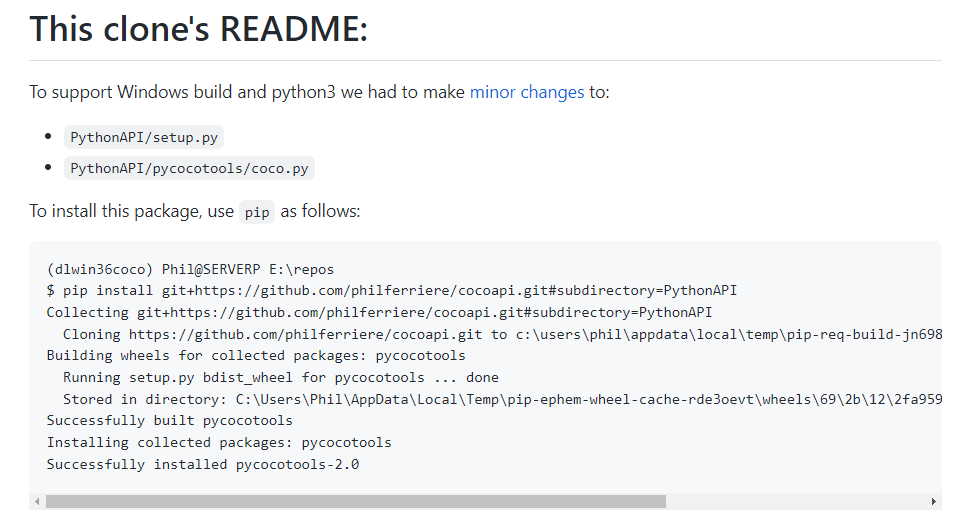 This clone's README:
To support Windows build and python3 we had to make minor changes to:
PythonAPI/setup.py
PythonAPI/pycocotools/coco.py
To install this package, use pip as follows:
(dlwin36coco) Phil@SERVERP E:\repos
$ pip install git+https://github.com/philferriere/cocoapi.git#subdirectory=PythonAPI
Collecting git+https://github.com/philferriere/cocoapi.git#subdirectory=PythonAPI
  Cloning https://github.com/philferriere/cocoapi.git to c:\users\phil\appdata\local\temp\pip-req-build-jn698
Building wheels for collected packages: pycocotools
  Running setup.py bdist_wheel for pycocotools ... done
  Stored in directory: C:\Users\Phil\AppData\Local\Temp\pip-ephem-wheel-cache-rde3oevt\wheels\69\2b\12\2fa959
Successfully built pycocotools
Installing collected packages: pycocotools
Successfully installed pycocotools-2.0